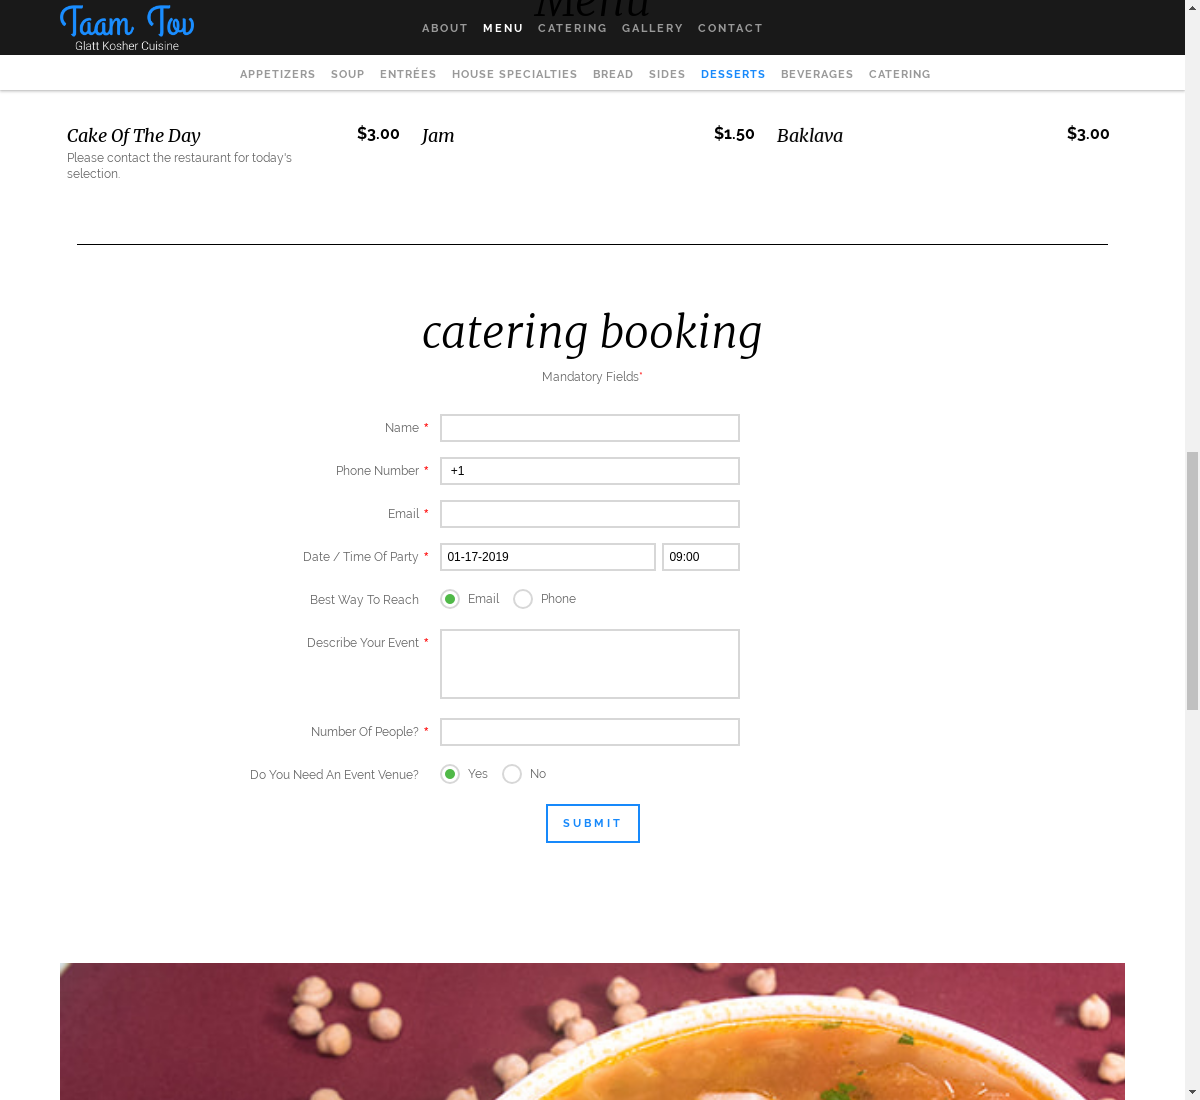 Menu
Taam Tov
Glatt Kosher Cuisine
ABOUT MENU CATERING GALLERY CONTACT
APPETIZERS SOUP ENTRÉES HOUSE SPECIALTIES BREAD SIDES DESSERTS BEVERAGES CATERING
Cake Of The Day $3.00 Jam $1.50 Baklava $3.00
Please contact the restaurant for today's
selection.
catering booking
Mandatory Fields*
Name *
Phone Number * +1
Email *
Date / Time Of Party * 01-17-2019 09:00
Best Way To Reach Email Phone
Describe Your Event *
Number Of People? *
Do You Need An Event Venue? Yes No
SUBMIT